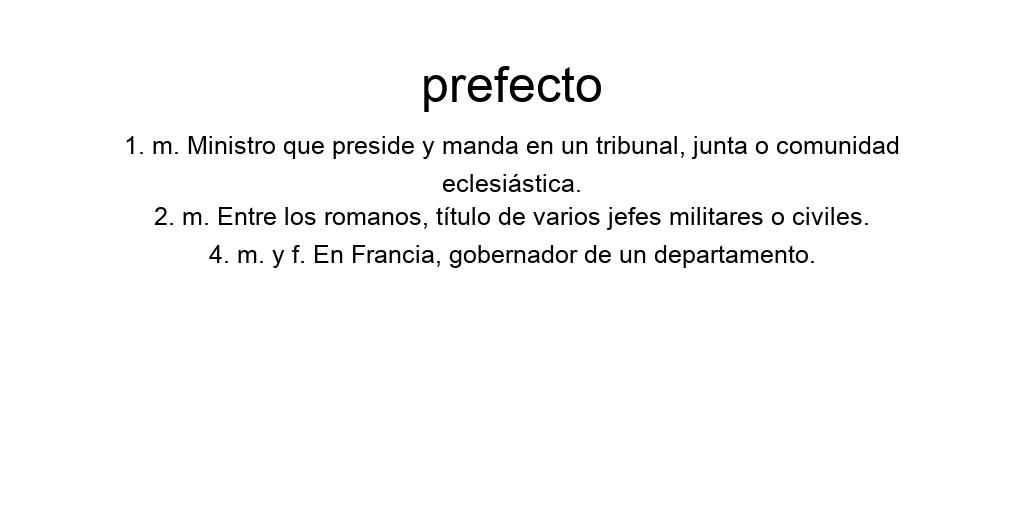 prefecto
1. m. Ministro que preside y manda en un tribunal, junta o comunidad
eclesiástica.
2. m. Entre los romanos, título de varios jefes militares o civiles.
4. m. y f. En Francia, gobernador de un departamento.